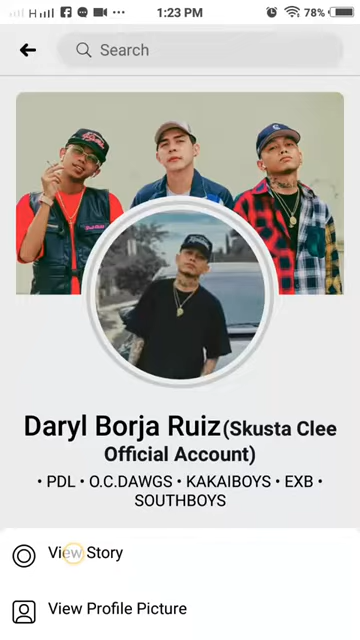 H 1:23 PM 78%
Search
Daryl Borja Ruiz(Skusta Clee
Official Account)
• PDL • O.C.DAWGS • KAKAIBOYS • EXB •
SOUTHBOYS
View Story
View Profile Picture